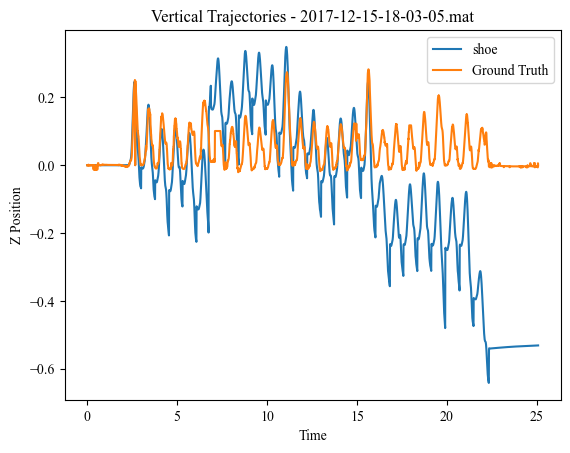 Vertical Trajectories - 2017-12-15-18-03-05.mat
shoe
Ground Truth
Z Position
0.2
0.0
−0.2
−0.4
−0.6
0
5
10
15
20
25
Time